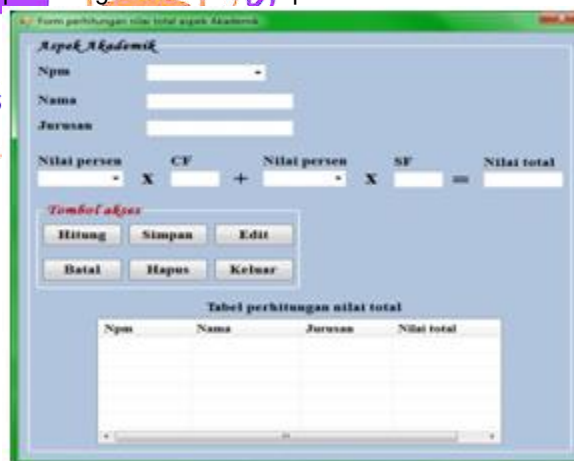 Form perhitungan nilai total aspek Akademik
Aspek Akademik
Npm
Nama
Jurusan
Nilai persen CF Nilai persen SF Nilai total
X + X =
Tombol akses
Hitung Simpan Edit
Batal Hapus Keluar
Tabel perhitungan nilai total
Npm Nama Jurusan Nilai total